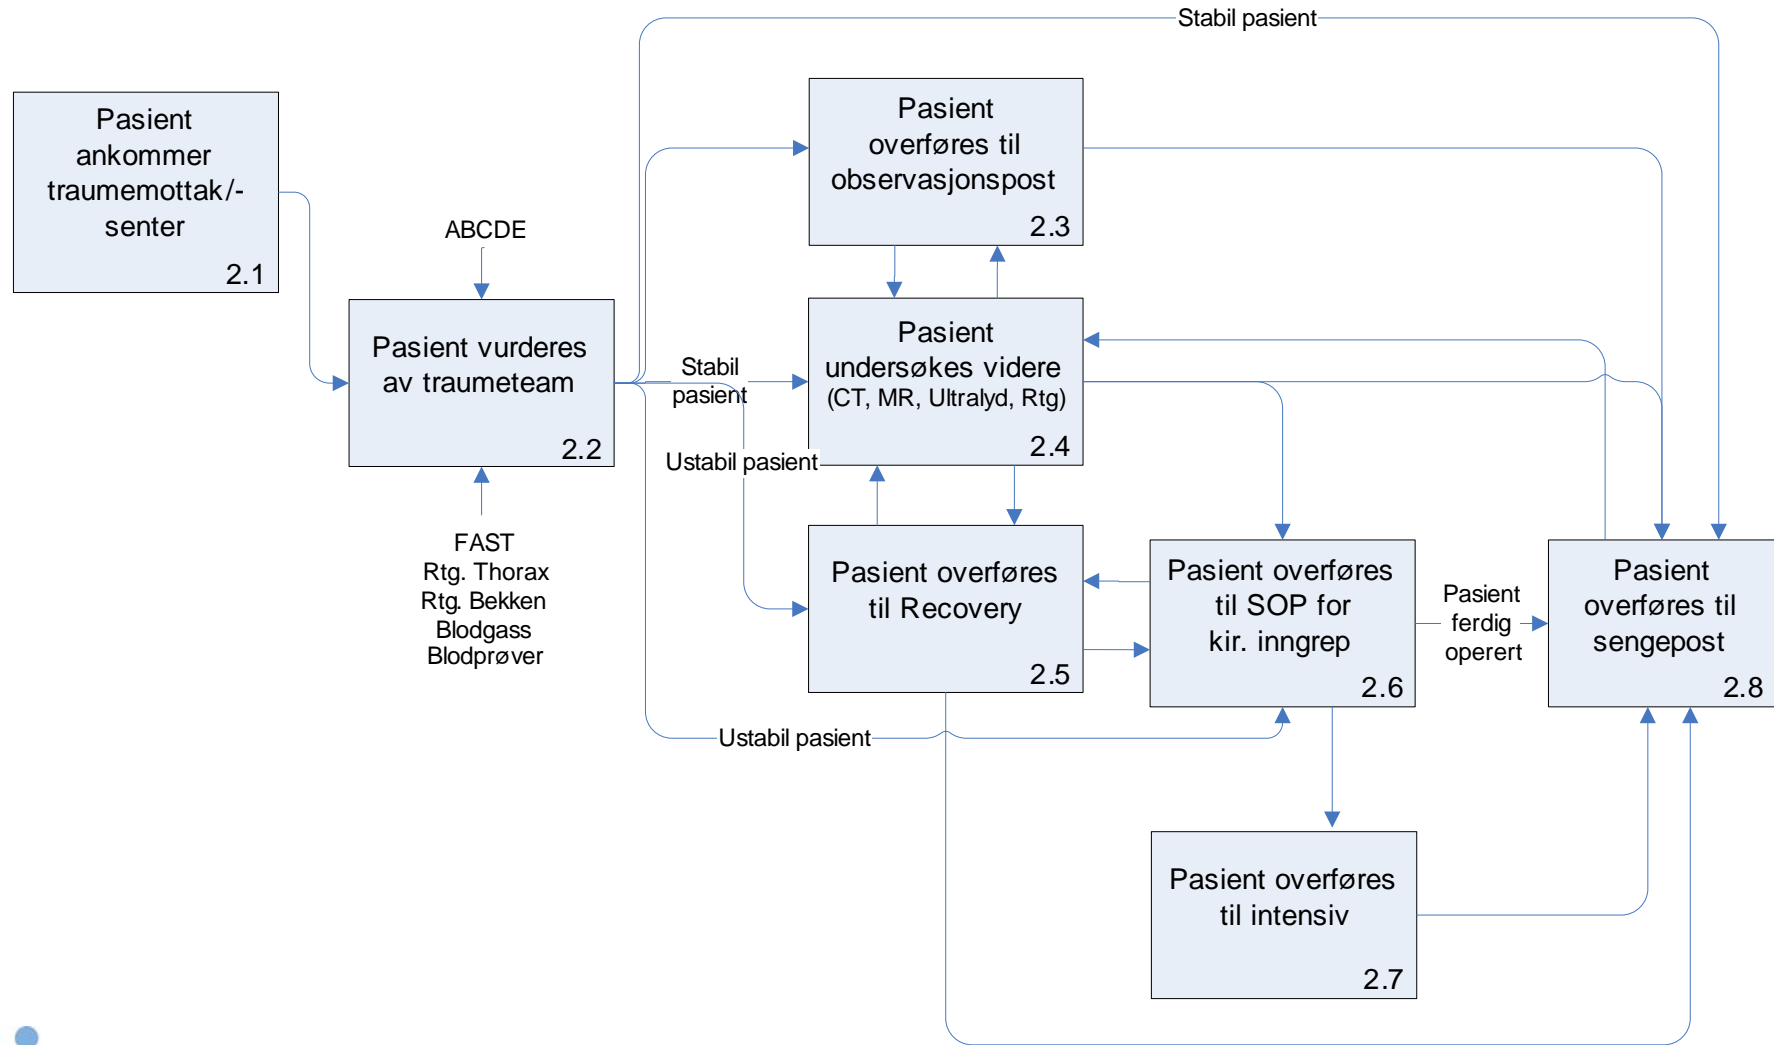 Stabil pasient
Pasient
ankommer
traumemottak/-
senter
2.1
ABCDE
Pasient vurderes
av traumeteam
2.2
FAST
Rtg. Thorax
Rtg. Bekken
Blodgass
Blodprøver
Pasient
overføres til
observasjonspost
2.3
Stabil
pasient
Pasient
undersøkes videre
(CT, MR, Ultralyd, Rtg)
2.4
Ustabil pasient
Pasient overføres
til Recovery
2.5
Pasient overføres
til SOP for
kir. inngrep
2.6
Pasient
ferdig
operert
Pasient
overføres til
sengepost
2.8
Ustabil pasient
Pasient overføres
til intensiv
2.7